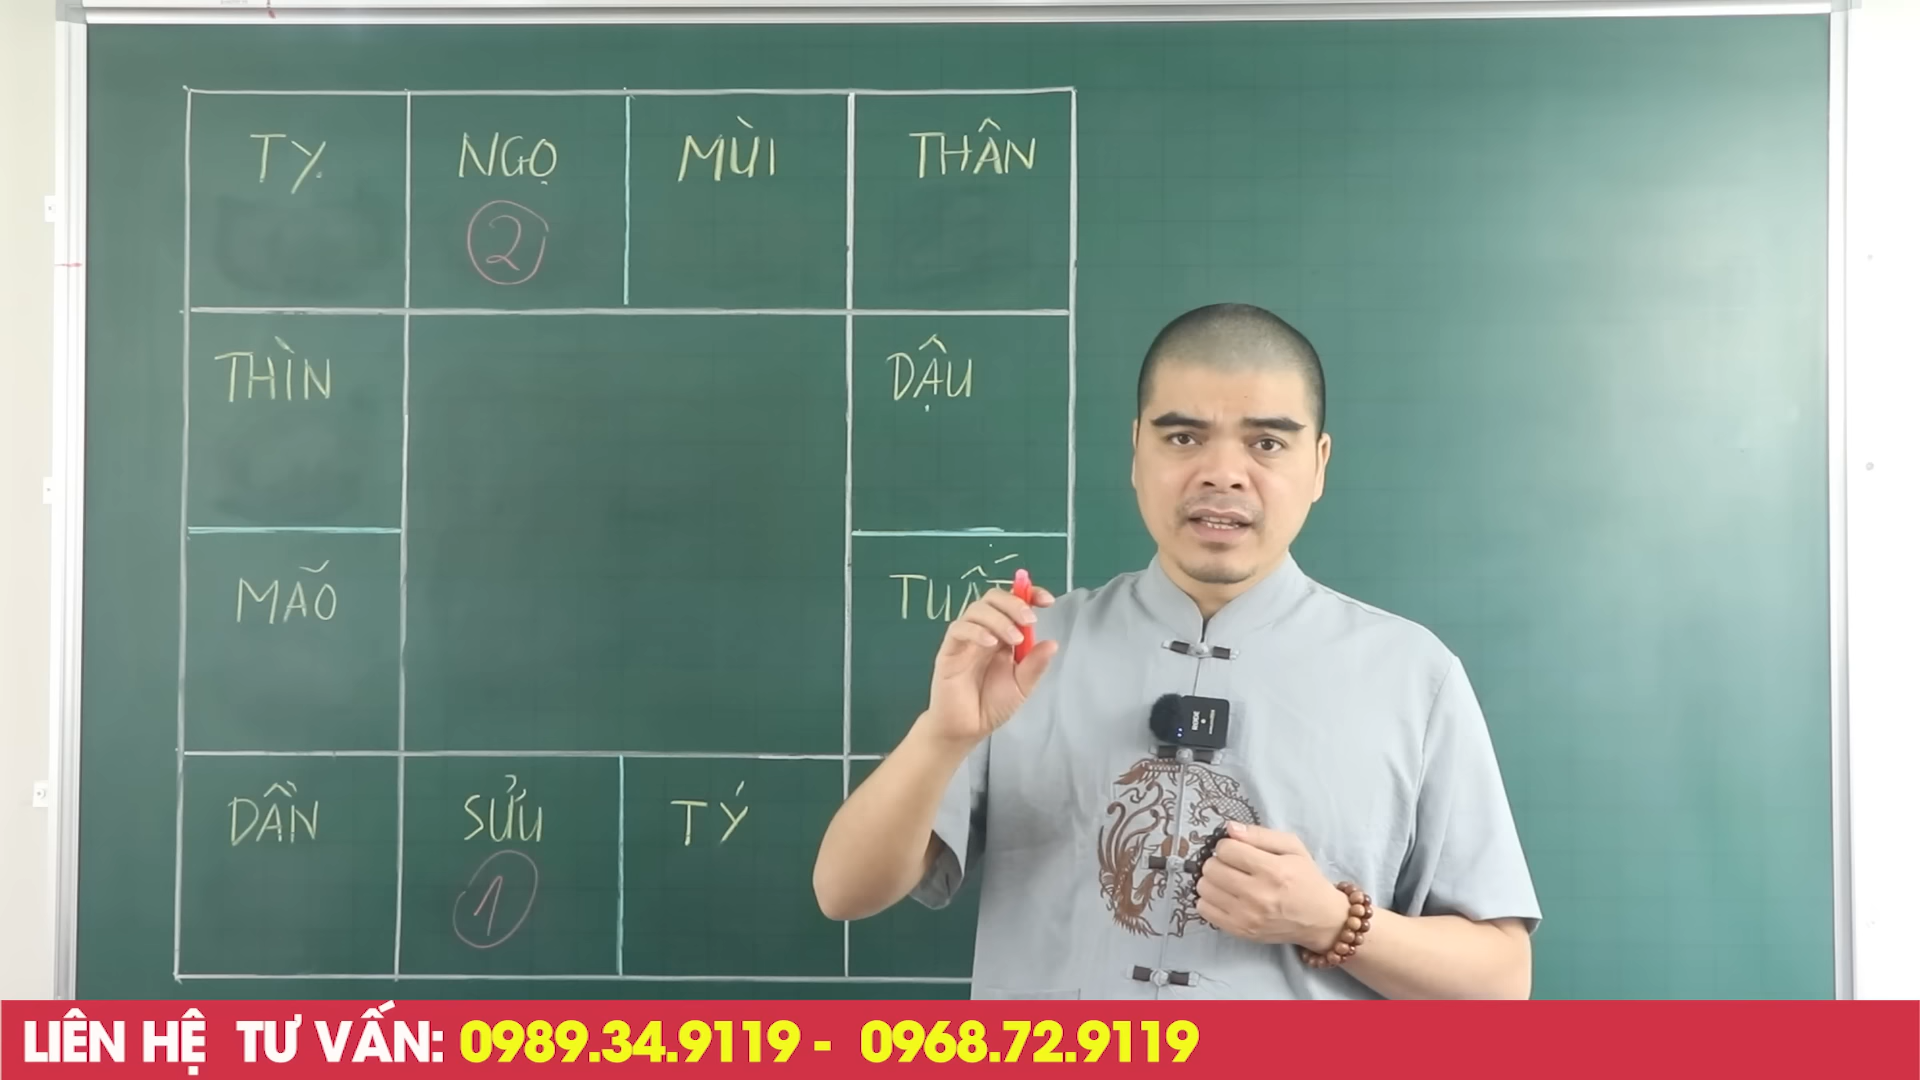 TỴ NGỌ MÙI THÂN
2
THÌN DẬU
MÃO
DẦN SỬU TÝ
1
RODE
LIÊN HỆ TƯ VẤN: 0989.34.9119 - 0968.72.9119